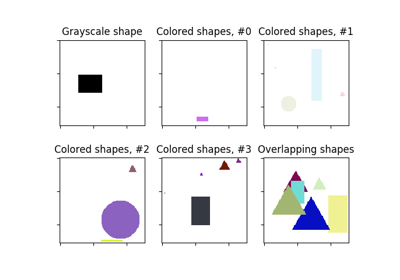 Grayscale shape
Colored shapes, #0
Colored shapes, #1
Colored shapes, #2
Colored shapes, #3
Overlapping shapes